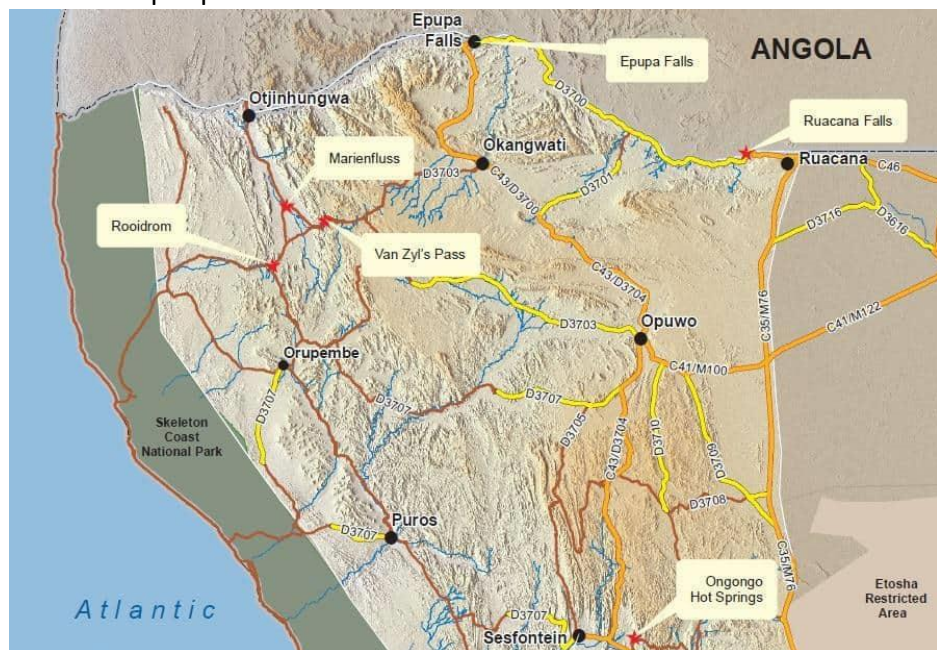 Epupa
Falls
Epupa Falls
ANGOLA
Otjinhungwa
D3700
Ruacana Falls
Marienfluss
Okangwati
Ruacana
C46
D3703
C43/D3700
D3701
Rooidrom
Van Zyl's Pass
D3716
D3616
C43/D3704
C35/M76
D3703
Opuwo
C41/M122
Orupembe
C41/M100
D3707
D3707
D3707
D3705
C43/D3704
D3710
D3709
Skeleton
Coast
National Park
D3708
D3707
Puros
C35/M76
Ongongo
Hot Springs
Etosha
Restricted
Area
Atlantic
D3707
Sesfontein